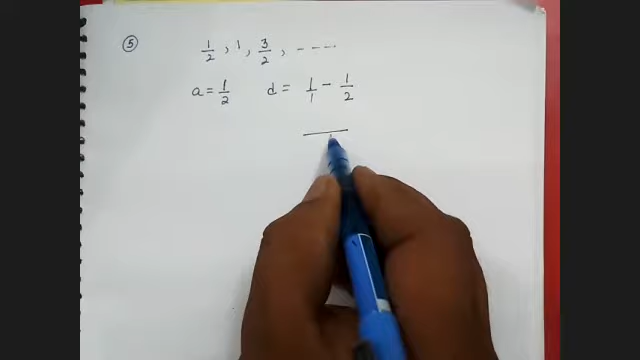 ⑤ 1/2, 1, 3/2, ----
a = 1/2 d = 1/1 - 1/2